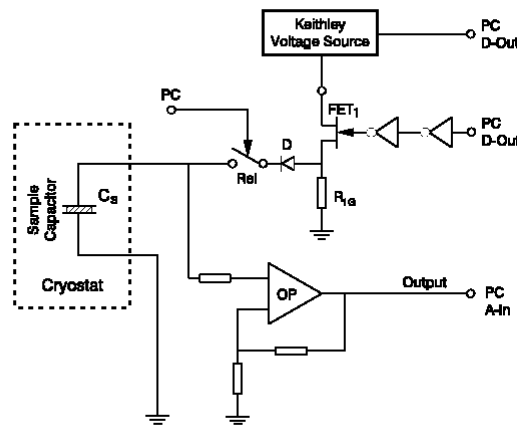 Keithley
Voltage Source
PC
D-Out
PC
FET1
PC
D-Out
D
Rel
R1G
Sample
Capacitor
Cs
Cryostat
OP
Output
PC
A-In